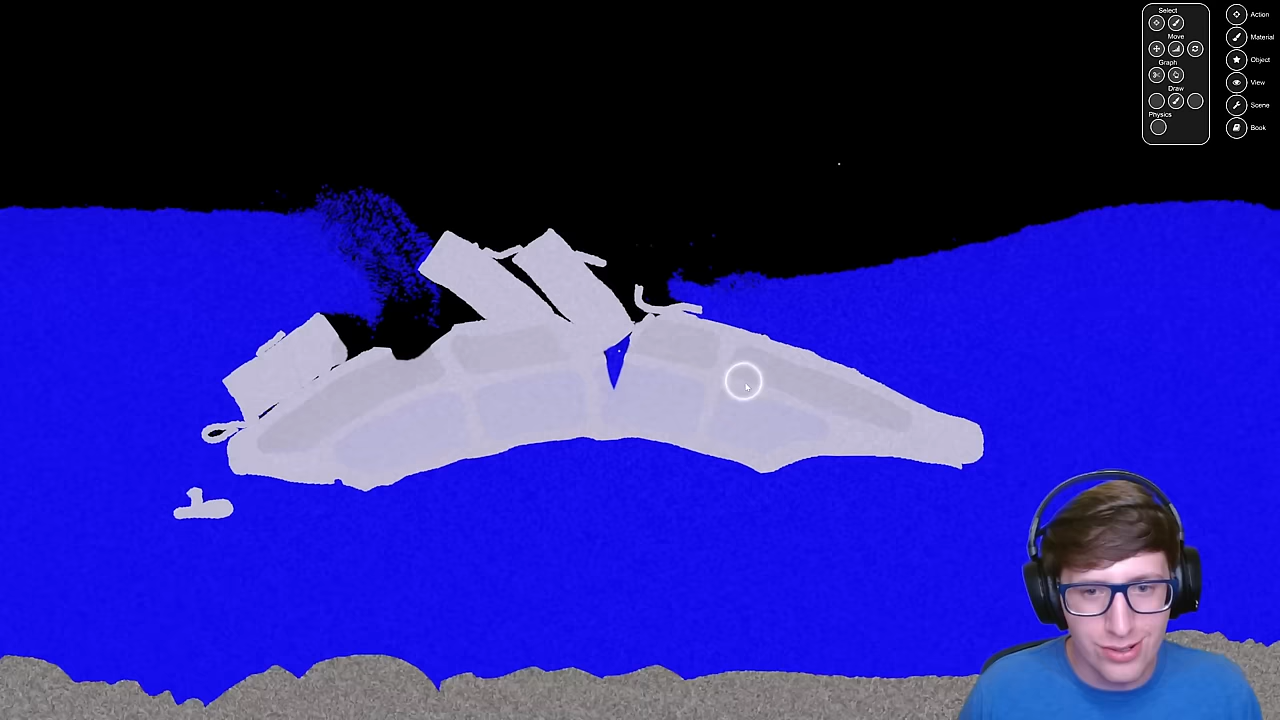 Select
Move
Graph
Draw
Physics
Action
Material
Object
View
Scene
Book